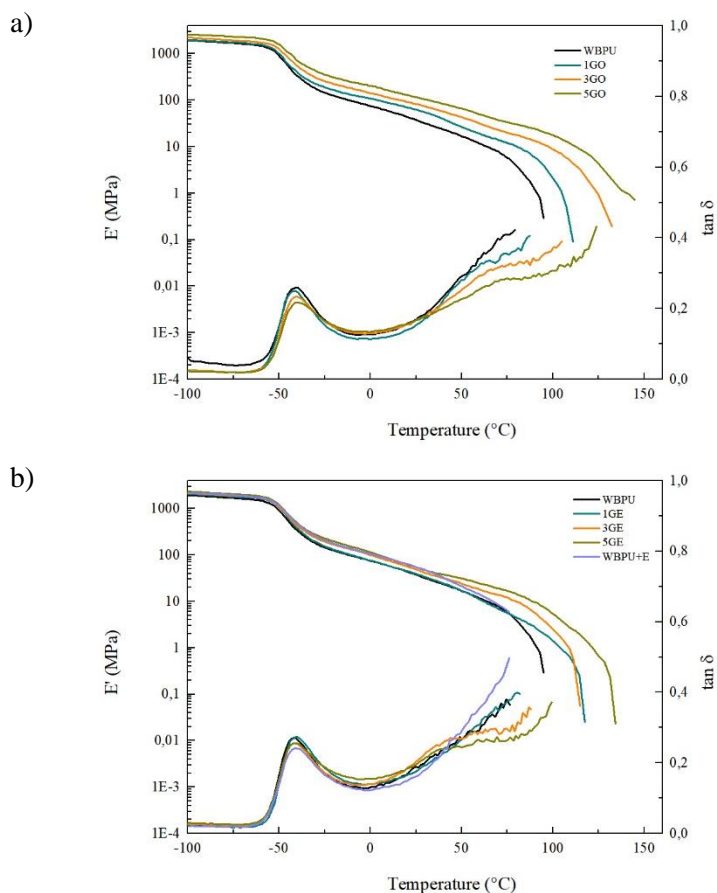 a)
E' (MPa)
1000
100
10
1
0,1
0,01
1E-3
1E-4
WBPU
1GO
3GO
5GO
1,0
0,8
0,6
0,4
0,2
0,0
tan δ
-100 -50 0 50 100 150
Temperature (°C)
b)
E' (MPa)
1000
100
10
1
0,1
0,01
1E-3
1E-4
WBPU
1GE
3GE
5GE
WBPU+E
1,0
0,8
0,6
0,4
0,2
0,0
tan δ
-100 -50 0 50 100 150
Temperature (°C)